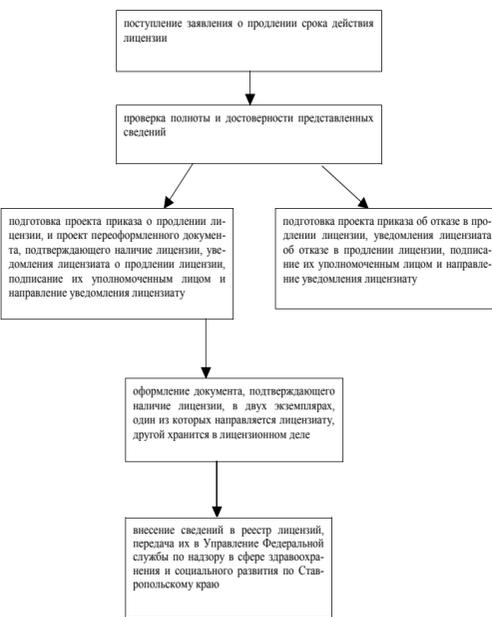 поступление заявления о продлении срока действия
лицензии
проверка полноты и достоверности представленных
сведений
подготовка проекта приказа о продлении ли-
цензии, и проект переоформленного докумен-
та, подтверждающего наличие лицензии, уве-
домления лицензиата о продлении лицензии,
подписание их уполномоченным лицом и
направление уведомления лицензиату
подготовка проекта приказа об отказе в про-
длении лицензии, уведомления лицензиата
об отказе в продлении лицензии, подписа-
ние их уполномоченным лицом и направле-
ние уведомления лицензиату
оформление документа, подтверждающего
наличие лицензии, в двух экземплярах,
один из которых направляется лицензиату,
другой хранится в лицензионном деле
внесение сведений в реестр лицензий,
передача их в Управление Федеральной
службы по надзору в сфере здравоохра-
нения и социального развития по Став-
ропольскому краю